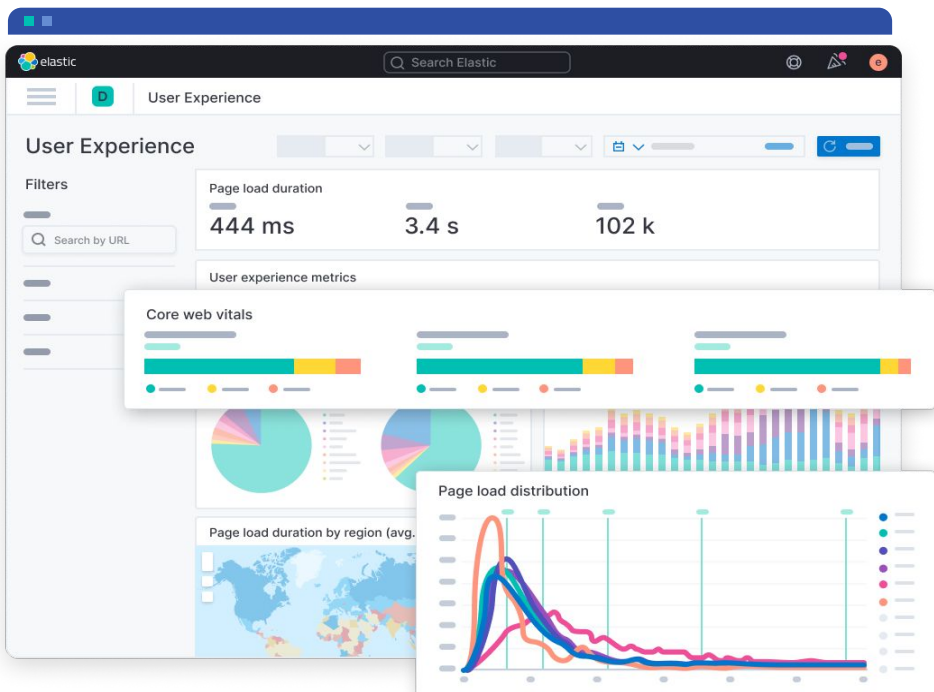 elastic
Search Elastic
e
D
User Experience
User Experience
Filters
Search by URL
Page load duration
444 ms
3.4 s
102 k
User experience metrics
Core web vitals
Page load distribution
Page load duration by region (avg.